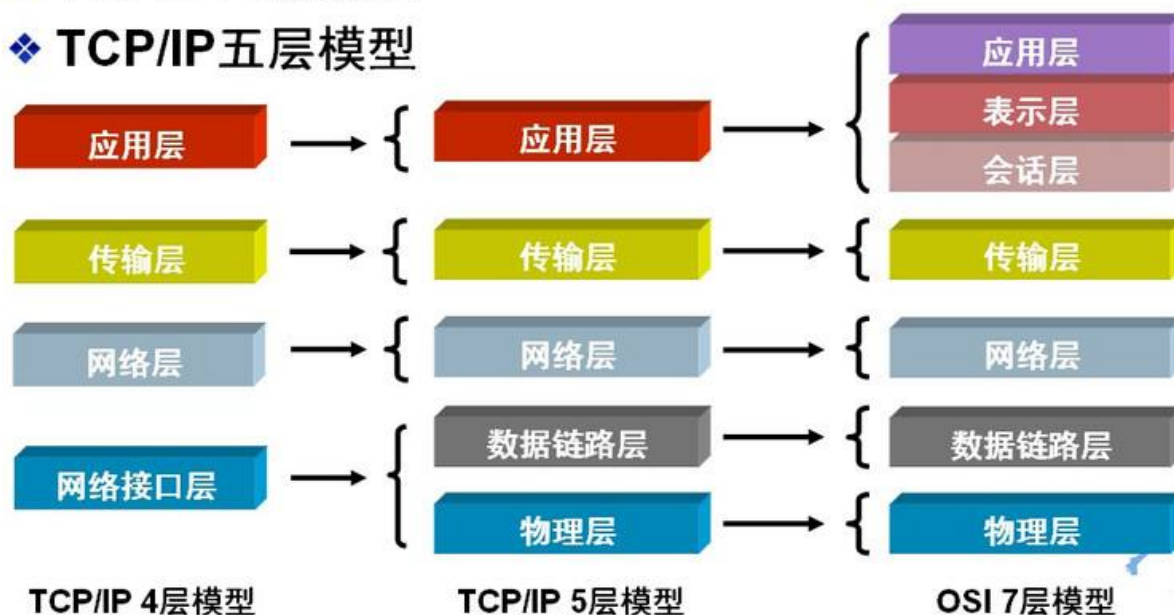 TCP/IP五层模型
应用层
传输层
网络层
网络接口层
TCP/IP 4层模型
应用层
传输层
网络层
数据链路层
物理层
TCP/IP 5层模型
应用层
表示层
会话层
传输层
网络层
数据链路层
物理层
OSI 7层模型